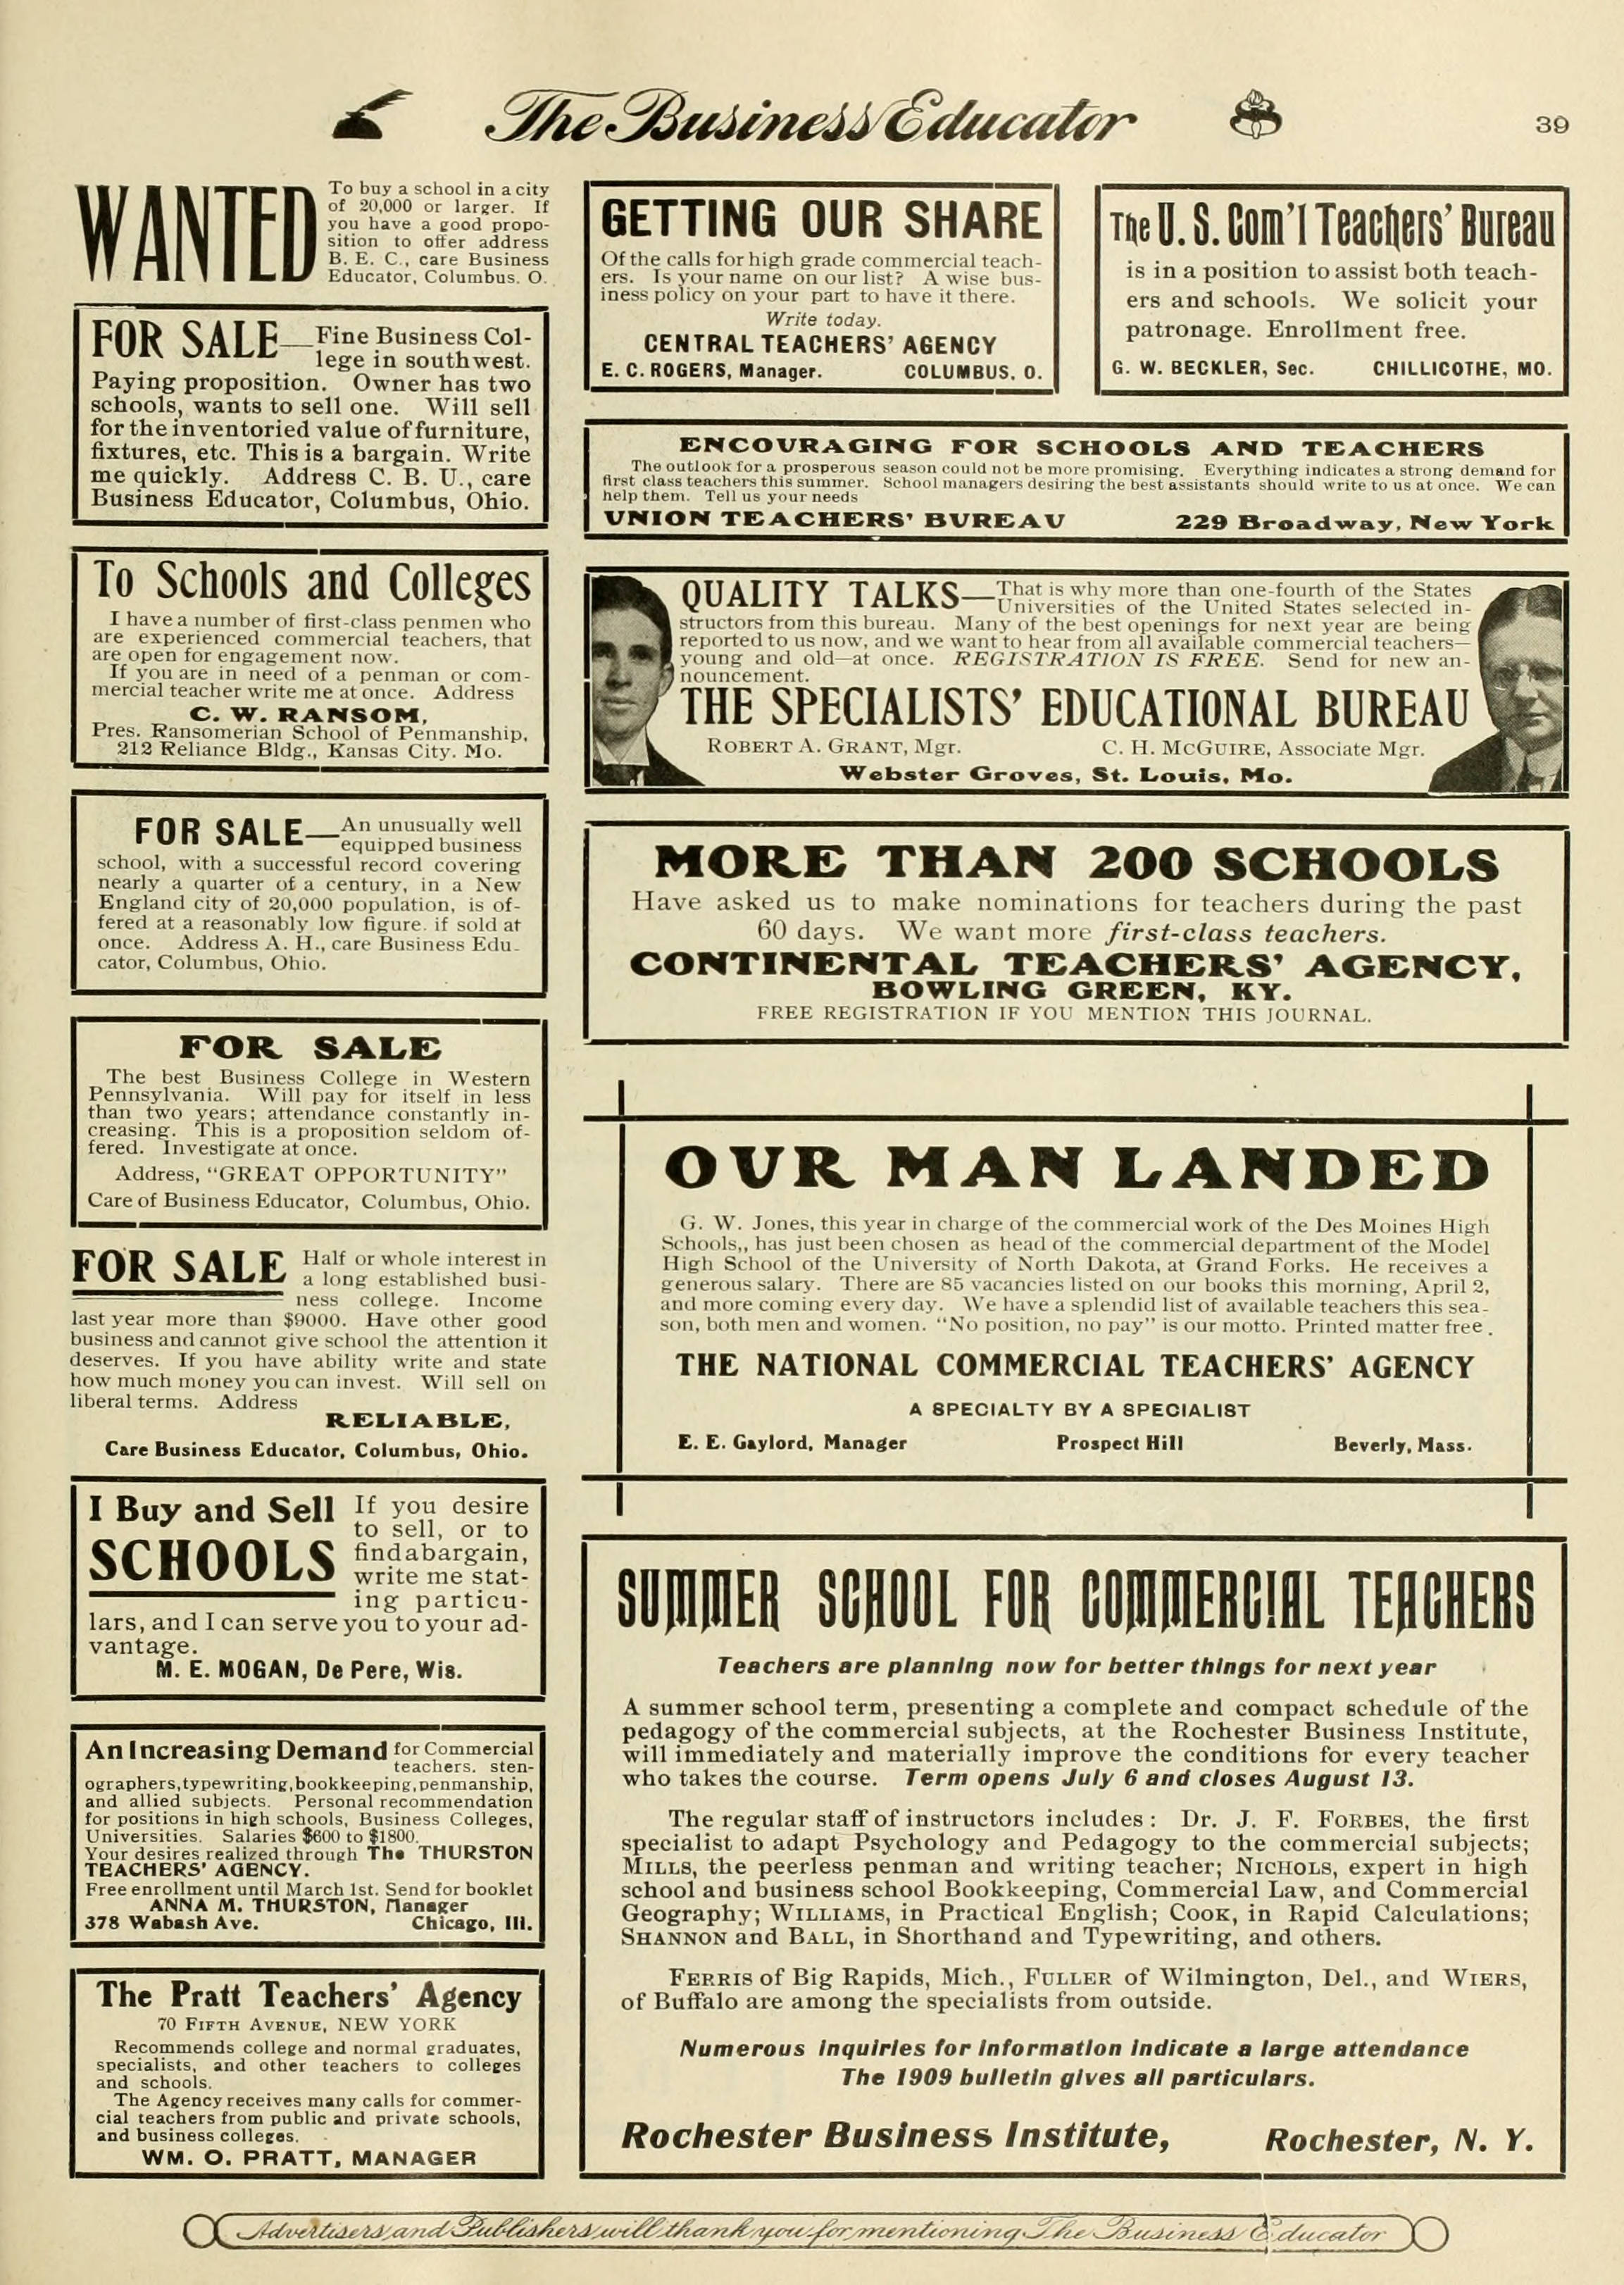 The Business Educator
39
WANTED
To buy a school in a city
of 20,000 or larger. If
you have a good propo-
sition to offer address
B. E. C., care Business
Educator, Columbus. O.
FOR SALE—Fine Business Col-
lege in southwest.
Paying proposition. Owner has two
schools, wants to sell one. Will sell
for the inventoried value of furniture,
fixtures, etc. This is a bargain. Write
me quickly. Address C. B. U., care
Business Educator, Columbus, Ohio.
To Schools and Colleges
I have a number of first-class penmen who
are experienced commercial teachers, that
are open for engagement now.
If you are in need of a penman or com-
mercial teacher write me at once. Address
C. W. RANSOM,
Pres. Ransomerian School of Penmanship,
212 Reliance Bldg., Kansas City. Mo.
FOR SALE—An unusually well
equipped business
school, with a successful record covering
nearly a quarter of a century, in a New
England city of 20,000 population, is of-
fered at a reasonably low figure. if sold at
once. Address A. H., care Business Edu-
cator, Columbus, Ohio.
FOR SALE
The best Business College in Western
Pennsylvania. Will pay for itself in less
than two years; attendance constantly in-
creasing. This is a proposition seldom of-
fered. Investigate at once.
Address, "GREAT OPPORTUNITY"
Care of Business Educator, Columbus, Ohio.
FOR SALE Half or whole interest in
a long established busi-
ness college. Income
last year more than $9000. Have other good
business and cannot give school the attention it
deserves. If you have ability write and state
how much money you can invest. Will sell on
liberal terms. Address
RELIABLE,
Care Business Educator, Columbus, Ohio.
I Buy and Sell
SCHOOLS
If you desire
to sell, or to
find a bargain,
write me stat-
ing particu-
lars, and I can serve you to your ad-
vantage.
M. E. MOGAN, De Pere, Wis.
An Increasing Demand for Commercial
teachers. sten-
ographers, typewriting, bookkeeping, penmanship,
and allied subjects. Personal recommendation
for positions in high schools, Business Colleges,
Universities. Salaries $600 to $1800.
Your desires realized through The THURSTON
TEACHERS' AGENCY.
Free enrollment until March 1st. Send for booklet
ANNA M. THURSTON, Manager
378 Wabash Ave. Chicago, Ill.
The Pratt Teachers' Agency
70 FIFTH AVENUE, NEW YORK
Recommends college and normal graduates,
specialists, and other teachers to colleges
and schools.
The Agency receives many calls for commer-
cial teachers from public and private schools,
and business colleges.
WM. O. PRATT, MANAGER
GETTING OUR SHARE
Of the calls for high grade commercial teach-
ers. Is your name on our list? A wise bus-
iness policy on your part to have it there.
Write today.
CENTRAL TEACHERS' AGENCY
E. C. ROGERS, Manager. COLUMBUS, O.
The U. S. Com'l Teachers' Bureau
is in a position to assist both teach-
ers and schools. We solicit your
patronage. Enrollment free.
G. W. BECKLER, Sec. CHILLICOTHE, MO.
ENCOURAGING FOR SCHOOLS AND TEACHERS
The outlook for a prosperous season could not be more promising. Everything indicates a strong demand for
first class teachers this summer. School managers desiring the best assistants should write to us at once. We can
help them. Tell us your needs
UNION TEACHERS' BUREAU 229 Broadway, New York
QUALITY TALKS—That is why more than one-fourth of the States
Universities of the United States selected in-
structors from this bureau. Many of the best openings for next year are being
reported to us now, and we want to hear from all available commercial teachers—
young and old—at once. REGISTRATION IS FREE. Send for new an-
nouncement.
THE SPECIALISTS' EDUCATIONAL BUREAU
ROBERT A. GRANT, Mgr. C. H. MCGUIRE, Associate Mgr.
Webster Groves, St. Louis, Mo.
MORE THAN 200 SCHOOLS
Have asked us to make nominations for teachers during the past
60 days. We want more first-class teachers.
CONTINENTAL TEACHERS' AGENCY,
BOWLING GREEN, KY.
FREE REGISTRATION IF YOU MENTION THIS JOURNAL.
OUR MAN LANDED
G. W. Jones, this year in charge of the commercial work of the Des Moines High
Schools,, has just been chosen as head of the commercial department of the Model
High School of the University of North Dakota, at Grand Forks. He receives a
generous salary. There are 85 vacancies listed on our books this morning, April 2,
and more coming every day. We have a splendid list of available teachers this sea-
son, both men and women. "No position, no pay" is our motto. Printed matter free.
THE NATIONAL COMMERCIAL TEACHERS' AGENCY
A SPECIALTY BY A SPECIALIST
E. E. Gaylord, Manager Prospect Hill Beverly, Mass.
SUMMER SCHOOL FOR COMMERCIAL TEACHERS
Teachers are planning now for better things for next year
A summer school term, presenting a complete and compact schedule of the
pedagogy of the commercial subjects, at the Rochester Business Institute,
will immediately and materially improve the conditions for every teacher
who takes the course. Term opens July 6 and closes August 13.
The regular staff of instructors includes: Dr. J. F. FORBES, the first
specialist to adapt Psychology and Pedagogy to the commercial subjects;
MILLS, the peerless penman and writing teacher; NICHOLS, expert in high
school and business school Bookkeeping, Commercial Law, and Commercial
Geography; WILLIAMS, in Practical English; COOK, in Rapid Calculations;
SHANNON and BALL, in Shorthand and Typewriting, and others.
FERRIS of Big Rapids, Mich., FULLER of Wilmington, Del., and WIERS,
of Buffalo are among the specialists from outside.
Numerous inquiries for information indicate a large attendance
The 1909 bulletin gives all particulars.
Rochester Business Institute, Rochester, N. Y.
Advertisers and Publishers will thank you for mentioning The Business Educator